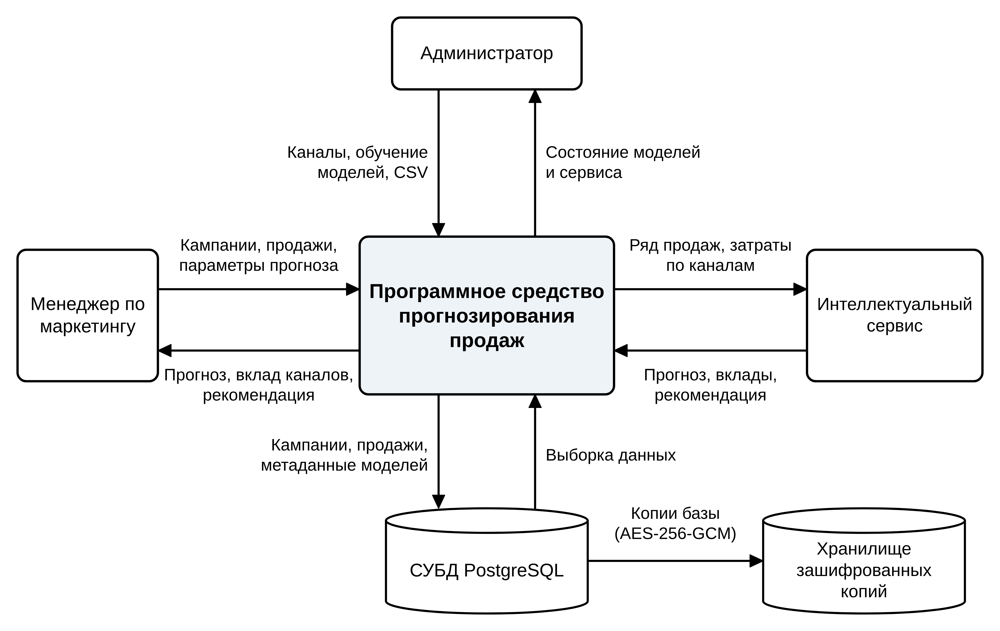 Администратор
Каналы, обучение
моделей, CSV
Состояние моделей
и сервиса
Кампании, продажи,
параметры прогноза
Ряд продаж, затраты
по каналам
Менеджер по
маркетингу
Программное средство
прогнозирования
продаж
Интеллектуальный
сервис
Прогноз, вклад каналов,
рекомендация
Прогноз, вклады,
рекомендация
Кампании, продажи,
метаданные моделей
Выборка данных
Копии базы
(AES-256-GCM)
СУБД PostgreSQL
Хранилище
зашифрованных
копий